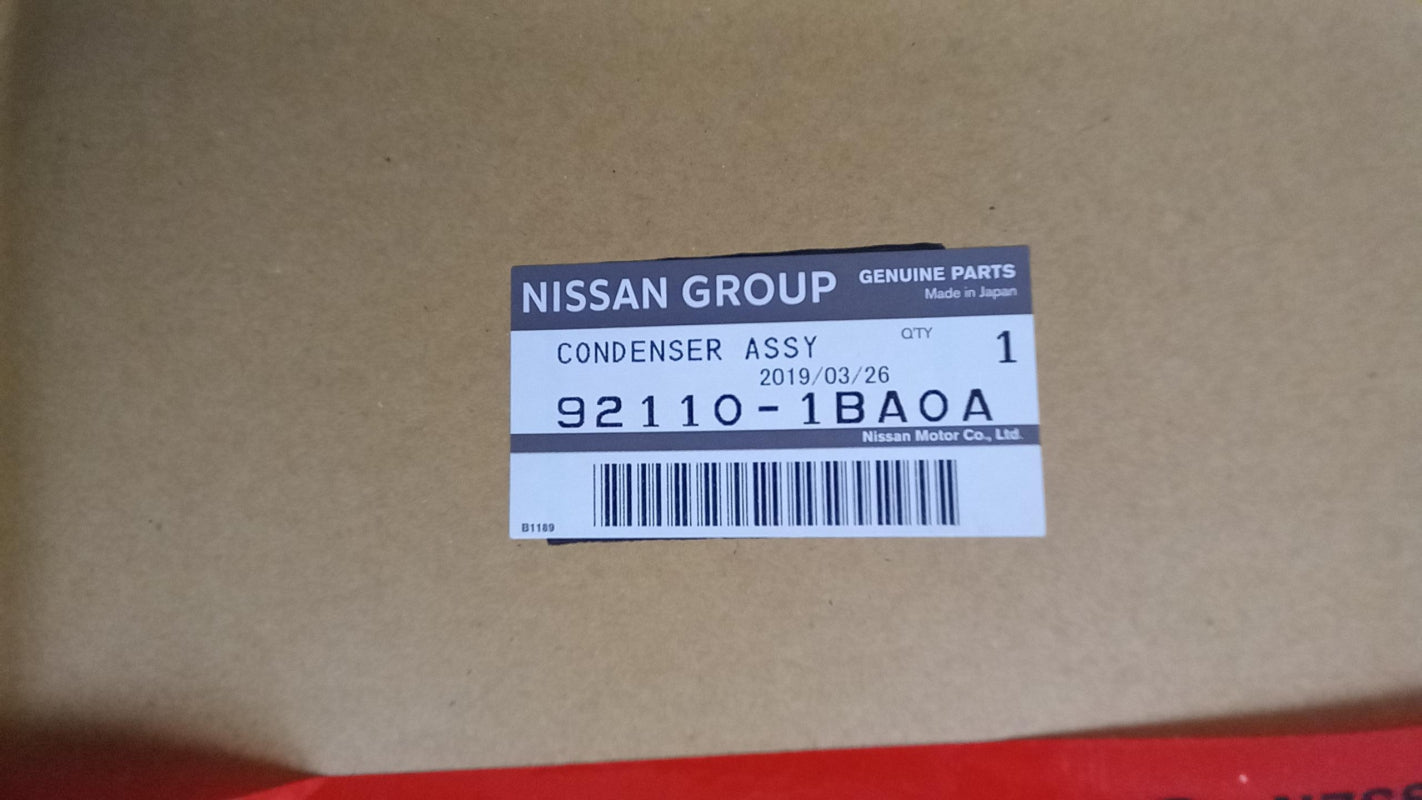 NISSAN GROUP GENUINE PARTS
Made in Japan
CONDENSER ASSY Q'TY 1
2019/03/26
92110-1BA0A
Nissan Motor Co., Ltd.
B1189